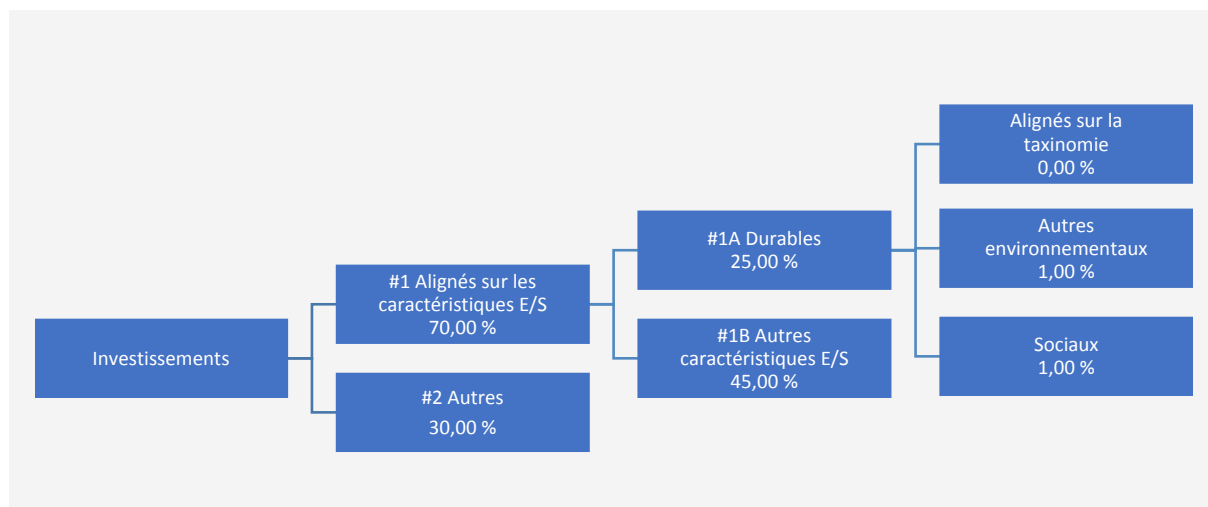 Investissements
#1 Alignés sur les
caractéristiques E/S
70,00 %
#2 Autres
30,00 %
#1A Durables
25,00 %
#1B Autres
caractéristiques E/S
45,00 %
Alignés sur la
taxinomie
0,00 %
Autres
environnementaux
1,00 %
Sociaux
1,00 %